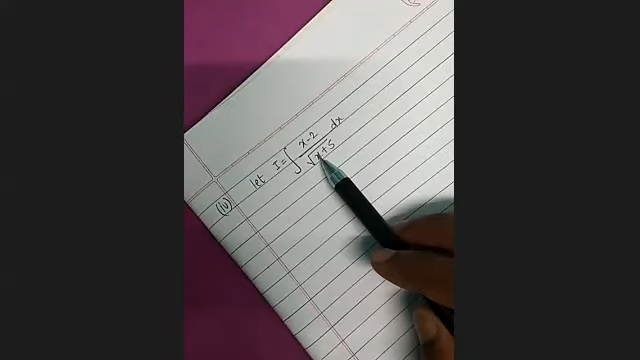 (iv) let I = ∫ x-2 / √x+5 dx